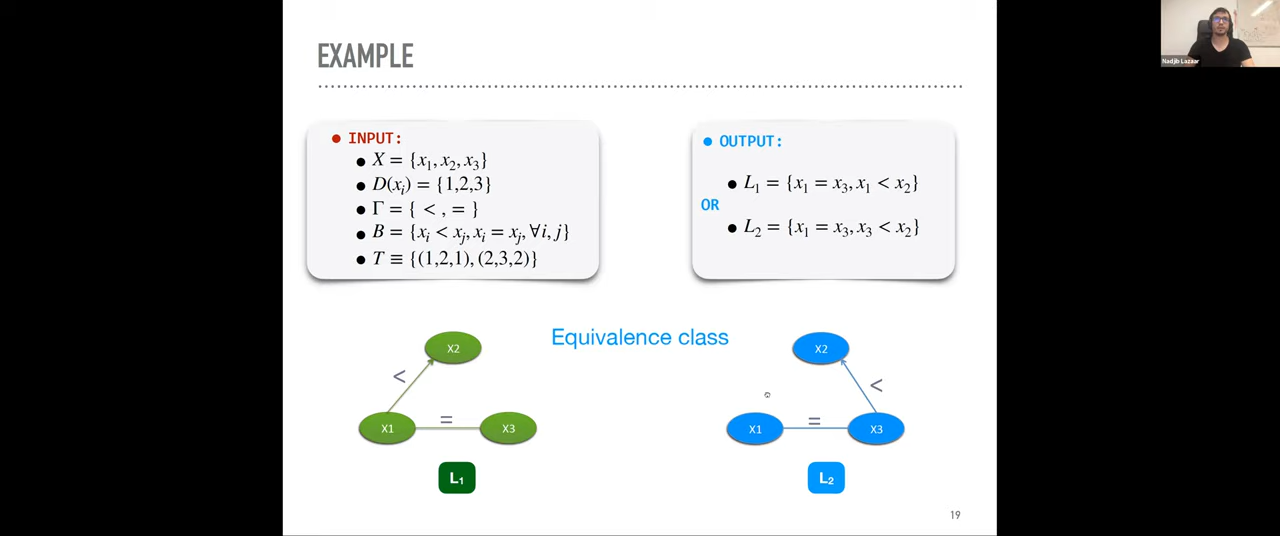 EXAMPLE
Nadjib Lazaar
INPUT:
X = {x₁, x₂, x₃}
D(xᵢ) = {1,2,3}
Γ = { < , = }
B = {xᵢ < xⱼ, xᵢ = xⱼ, ∀i, j}
T ≡ {(1,2,1), (2,3,2)}
OUTPUT:
L₁ = {x₁ = x₃, x₁ < x₂}
OR
L₂ = {x₁ = x₃, x₃ < x₂}
Equivalence class
X2
<
X1
=
X3
L₁
X2
<
X1
=
X3
L₂
19